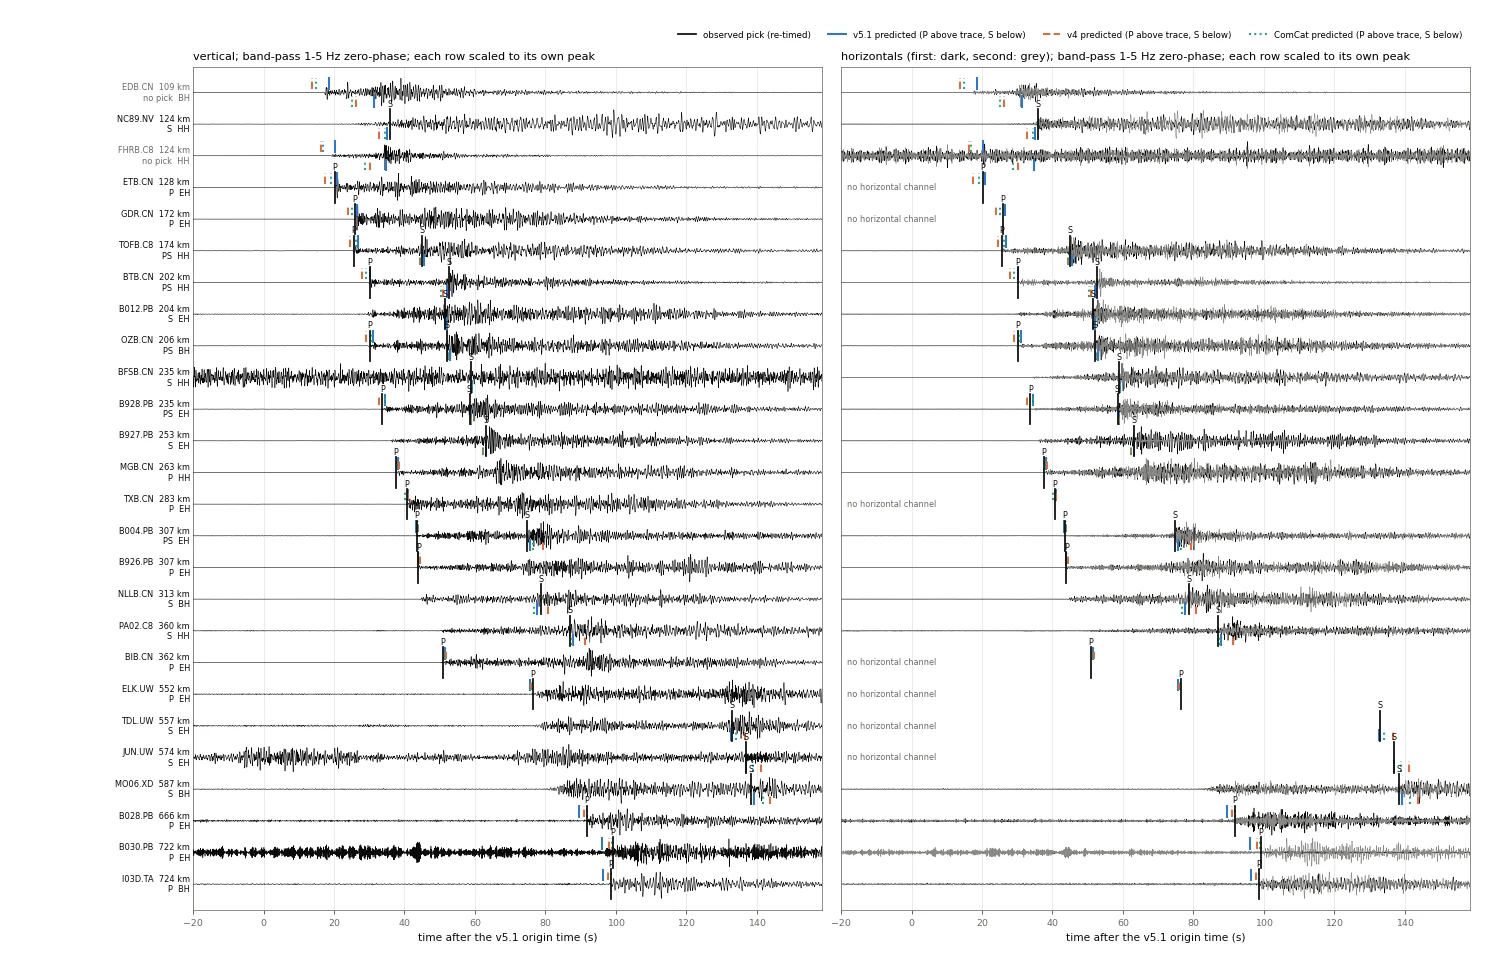 observed pick (re-timed)
v5.1 predicted (P above trace, S below)
v4 predicted (P above trace, S below)
ComCat predicted (P above trace, S below)
vertical; band-pass 1-5 Hz zero-phase; each row scaled to its own peak
horizontals (first: dark, second: grey); band-pass 1-5 Hz zero-phase; each row scaled to its own peak
EDB.CN 109 km
no pick BH
NC89.NV 124 km
S HH
FHRB.C8 124 km
no pick HH
ETB.CN 128 km
P EH
no horizontal channel
GDR.CN 172 km
P EH
no horizontal channel
TOFB.C8 174 km
PS HH
BTB.CN 202 km
PS HH
B012.PB 204 km
S EH
OZB.CN 206 km
PS BH
BFSB.CN 235 km
S HH
B928.PB 235 km
PS EH
B927.PB 253 km
S EH
MGB.CN 263 km
P HH
TXB.CN 283 km
P EH
no horizontal channel
B004.PB 307 km
PS EH
B926.PB 307 km
P EH
NLLB.CN 313 km
S BH
PA02.C8 360 km
S HH
BIB.CN 362 km
P EH
no horizontal channel
ELK.UW 552 km
P EH
no horizontal channel
TDL.UW 557 km
S EH
no horizontal channel
JUN.UW 574 km
S EH
no horizontal channel
MO06.XD 587 km
S BH
B028.PB 666 km
P EH
B030.PB 722 km
P EH
I03D.TA 724 km
P BH
−20 0 20 40 60 80 100 120 140
−20 0 20 40 60 80 100 120 140
time after the v5.1 origin time (s)
time after the v5.1 origin time (s)